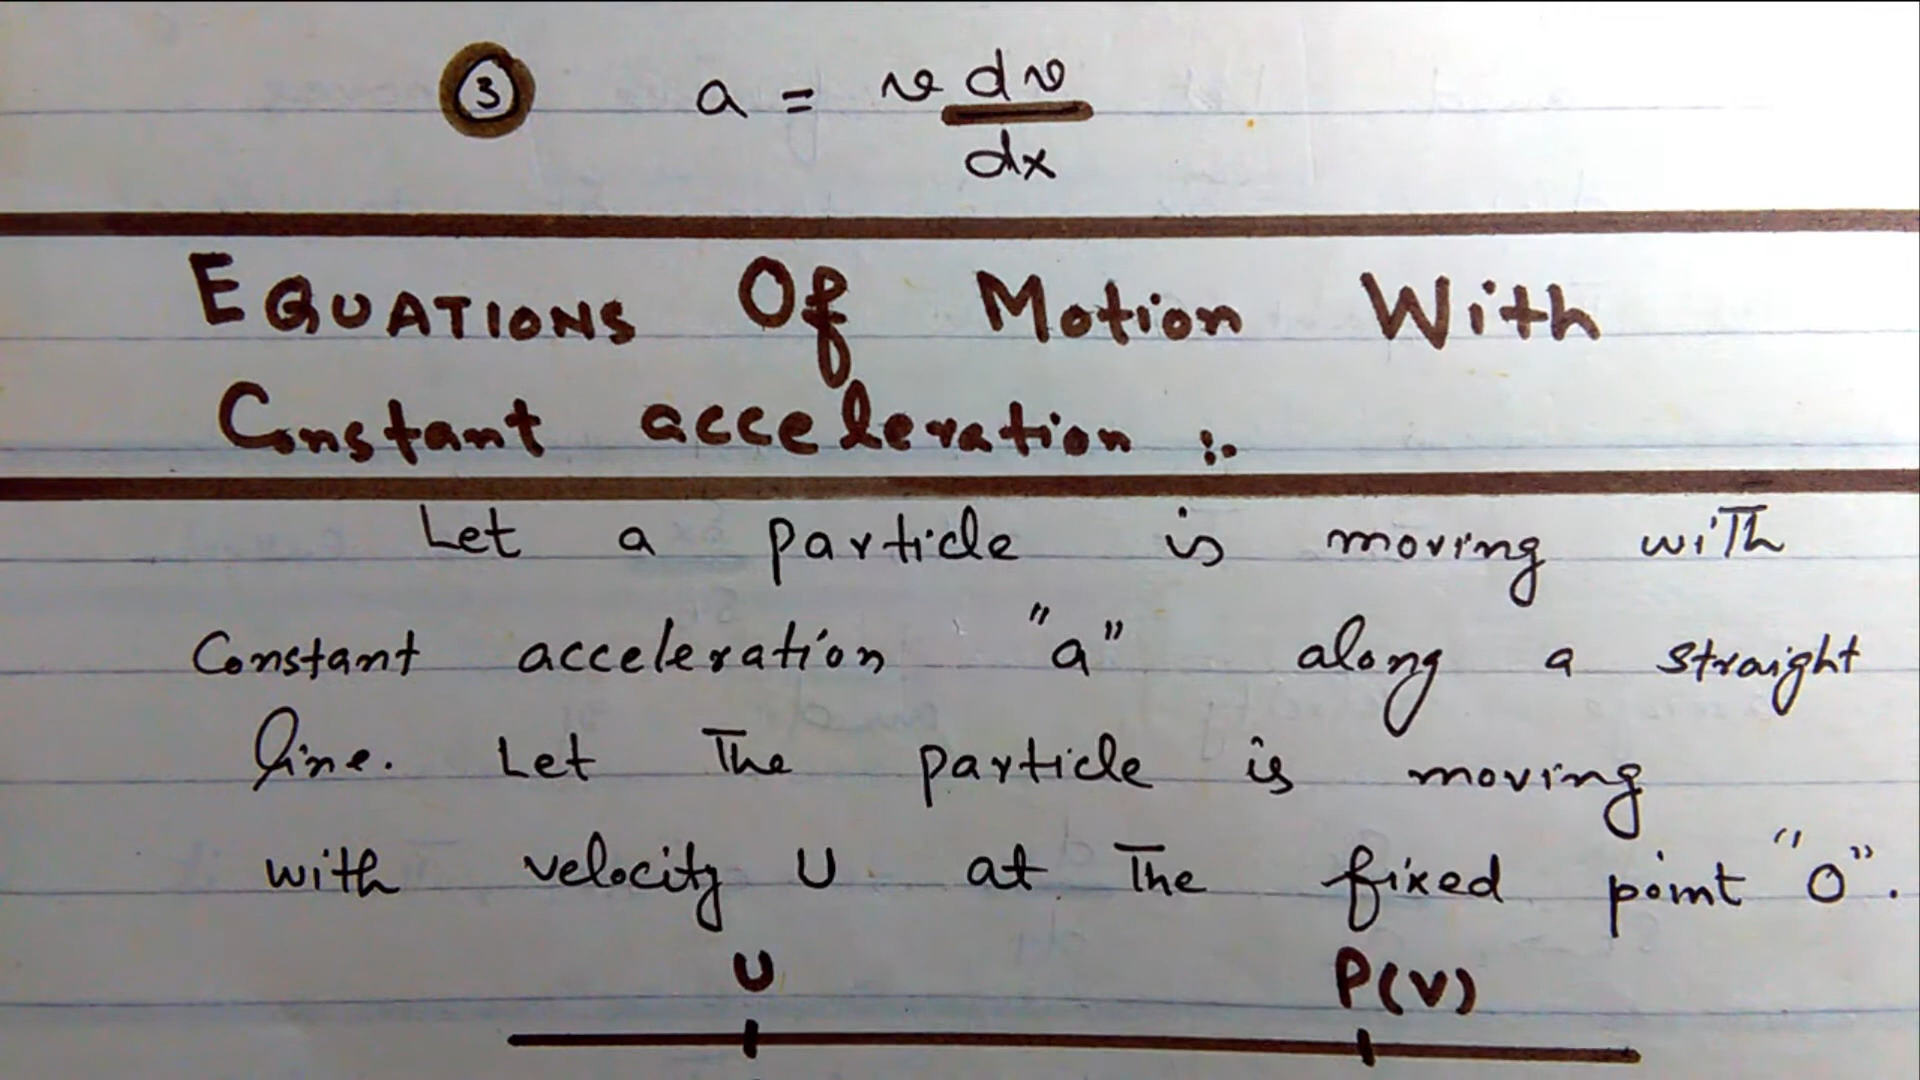 ③ a = v dv
dx
EQUATIONS Of Motion With
Constant acceleration :.
Let a particle is moving with
Constant acceleration "a" along a straight
line. Let The particle is moving
with velocity U at The fixed point "O".
U P(V)